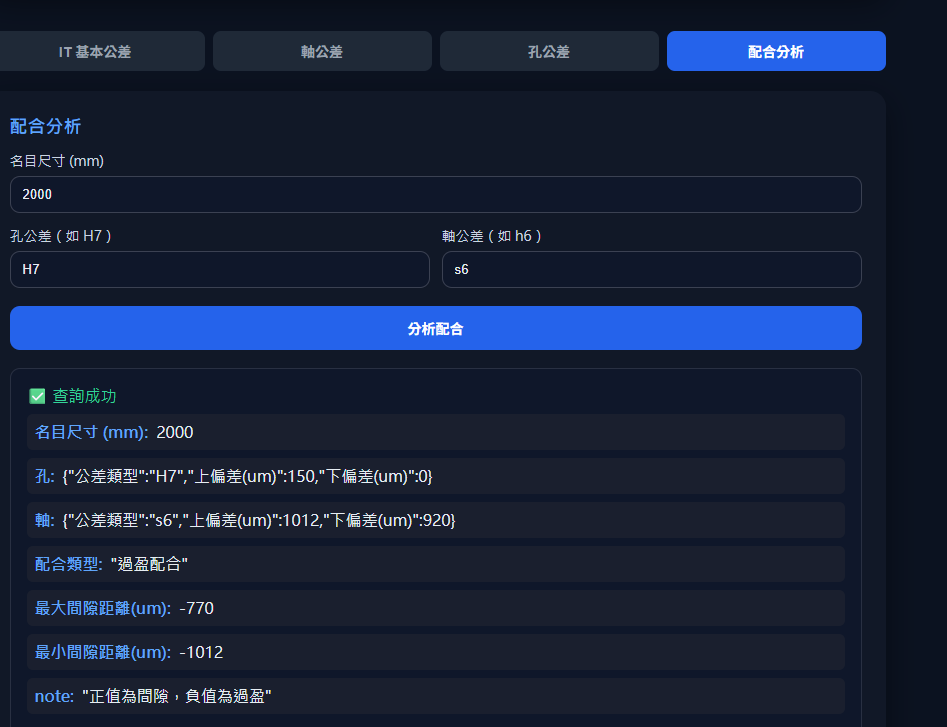 IT 基本公差
軸公差
孔公差
配合分析
配合分析
名目尺寸 (mm)
2000
孔公差 ( 如 H7 )
軸公差 ( 如 h6 )
H7
s6
分析配合
✅ 查詢成功
名目尺寸 (mm): 2000
孔: {"公差類型":"H7","上偏差(um)":150,"下偏差(um)":0}
軸: {"公差類型":"s6","上偏差(um)":1012,"下偏差(um)":920}
配合類型: "過盈配合"
最大間隙距離(um): -770
最小間隙距離(um): -1012
note: "正值為間隙，負值為過盈"